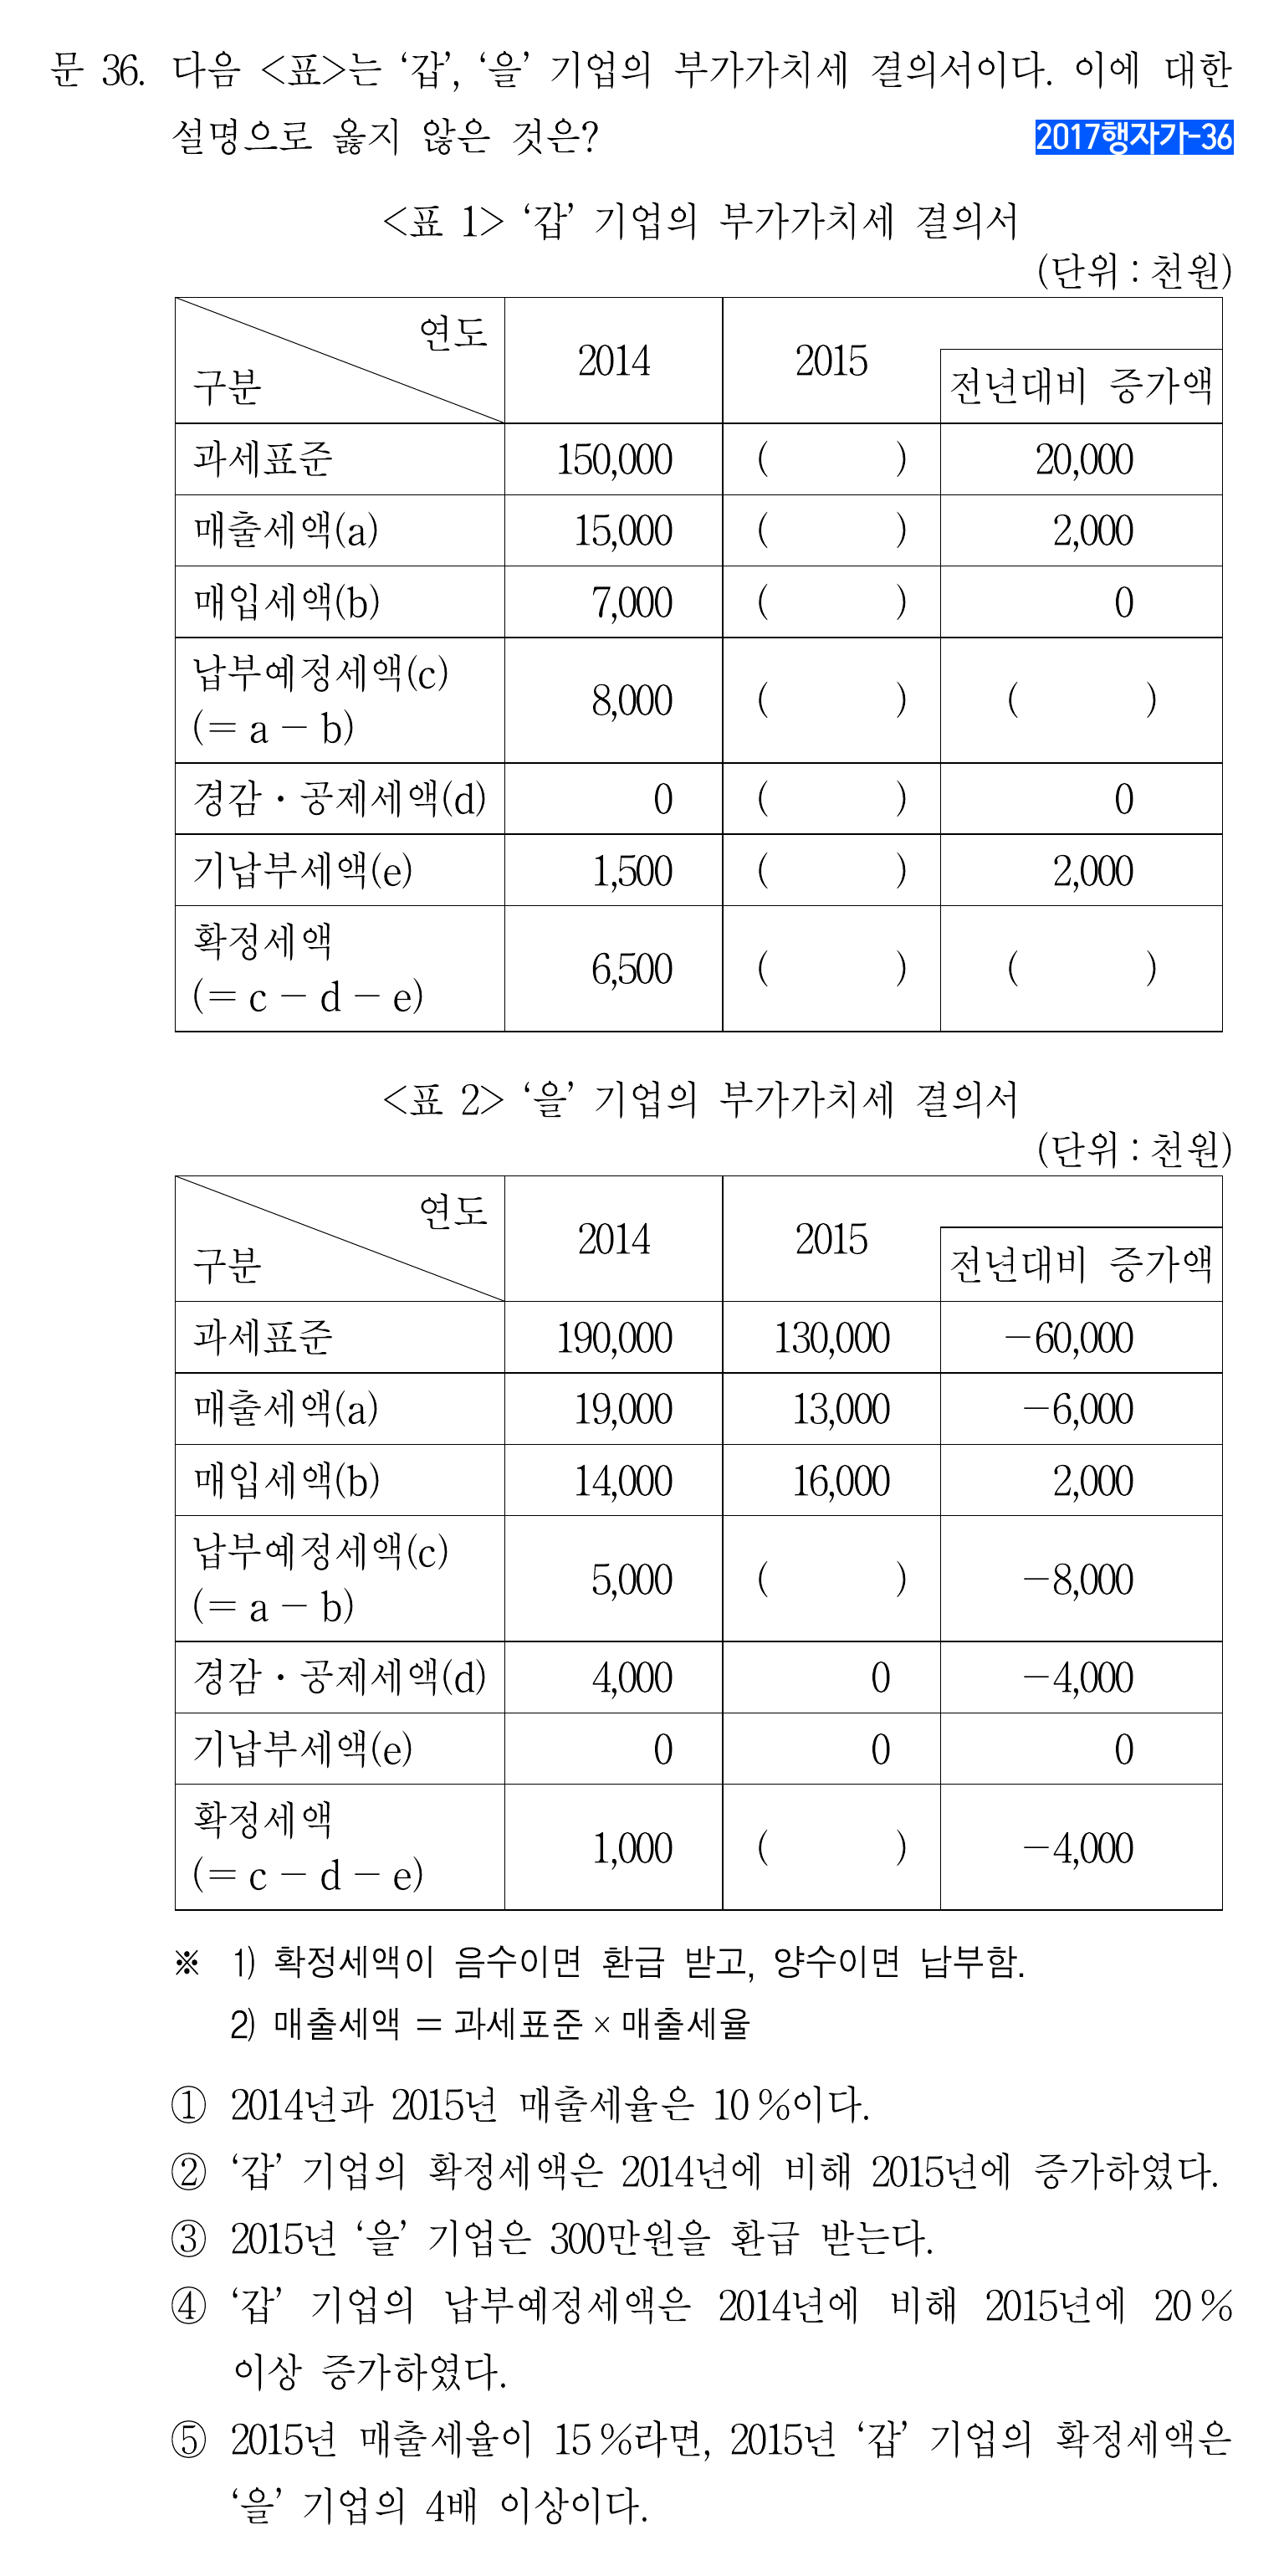 문 36. 다음 <표>는 ‘갑’, ‘을’ 기업의 부가가치세 결의서이다. 이에 대한
설명으로 옳지 않은 것은?
2017행자가-36
<표 1> ‘갑’ 기업의 부가가치세 결의서
(단위 : 천원)
연도
구분
2014
2015
전년대비 증가액
과세표준 150,000 ( ) 20,000
매출세액(a) 15,000 ( ) 2,000
매입세액(b) 7,000 ( ) 0
납부예정세액(c)
(= a − b)
8,000 ( ) ( )
경감·공제세액(d) 0 ( ) 0
기납부세액(e) 1,500 ( ) 2,000
확정세액
(= c − d − e)
6,500 ( ) ( )
<표 2> ‘을’ 기업의 부가가치세 결의서
(단위 : 천원)
연도
구분
2014
2015
전년대비 증가액
과세표준 190,000 130,000 −60,000
매출세액(a) 19,000 13,000 −6,000
매입세액(b) 14,000 16,000 2,000
납부예정세액(c)
(= a − b)
5,000 ( ) −8,000
경감·공제세액(d) 4,000 0 −4,000
기납부세액(e) 0 0 0
확정세액
(= c − d − e)
1,000 ( ) −4,000
※ 1) 확정세액이 음수이면 환급 받고, 양수이면 납부함.
2) 매출세액 = 과세표준 × 매출세율
① 2014년과 2015년 매출세율은 10 %이다.
② ‘갑’ 기업의 확정세액은 2014년에 비해 2015년에 증가하였다.
③ 2015년 ‘을’ 기업은 300만원을 환급 받는다.
④ ‘갑’ 기업의 납부예정세액은 2014년에 비해 2015년에 20 %
이상 증가하였다.
⑤ 2015년 매출세율이 15 %라면, 2015년 ‘갑’ 기업의 확정세액은
‘을’ 기업의 4배 이상이다.